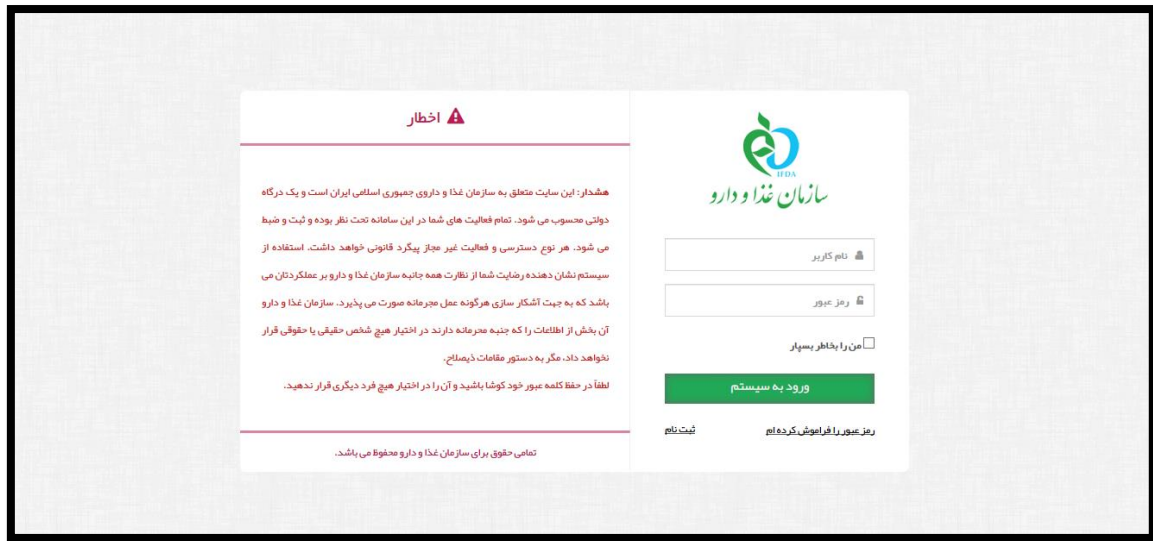 IFDA
سازمان غذا و دارو
نام کاربر
رمز عبور
من را بخاطر بسپار
ورود به سیستم
رمز عبور را فراموش کرده ام
ثبت نام
اخطار
هشدار: این سایت متعلق به سازمان غذا و داروی جمهوری اسلامی ایران است و یک درگاه
دولتی محسوب می شود. تمام فعالیت های شما در این سامانه تحت نظر بوده و ثبت و ضبط
می شود. هر نوع دسترسی و فعالیت غیر مجاز پیگرد قانونی خواهد داشت. استفاده از
سیستم نشان دهنده رضایت شما از نظارت همه جانبه سازمان غذا و دارو بر عملکردتان می
باشد که به جهت آشکار سازی هرگونه عمل مجرمانه صورت می پذیرد. سازمان غذا و دارو
آن بخش از اطلاعات را که جنبه محرمانه دارند در اختیار هیچ شخص حقیقی یا حقوقی قرار
نخواهد داد، مگر به دستور مقامات ذیصلاح.
لطفاً در حفظ کلمه عبور خود کوشا باشید و آن را در اختیار هیچ فرد دیگری قرار ندهید.
تمامی حقوق برای سازمان غذا و دارو محفوظ می باشد.